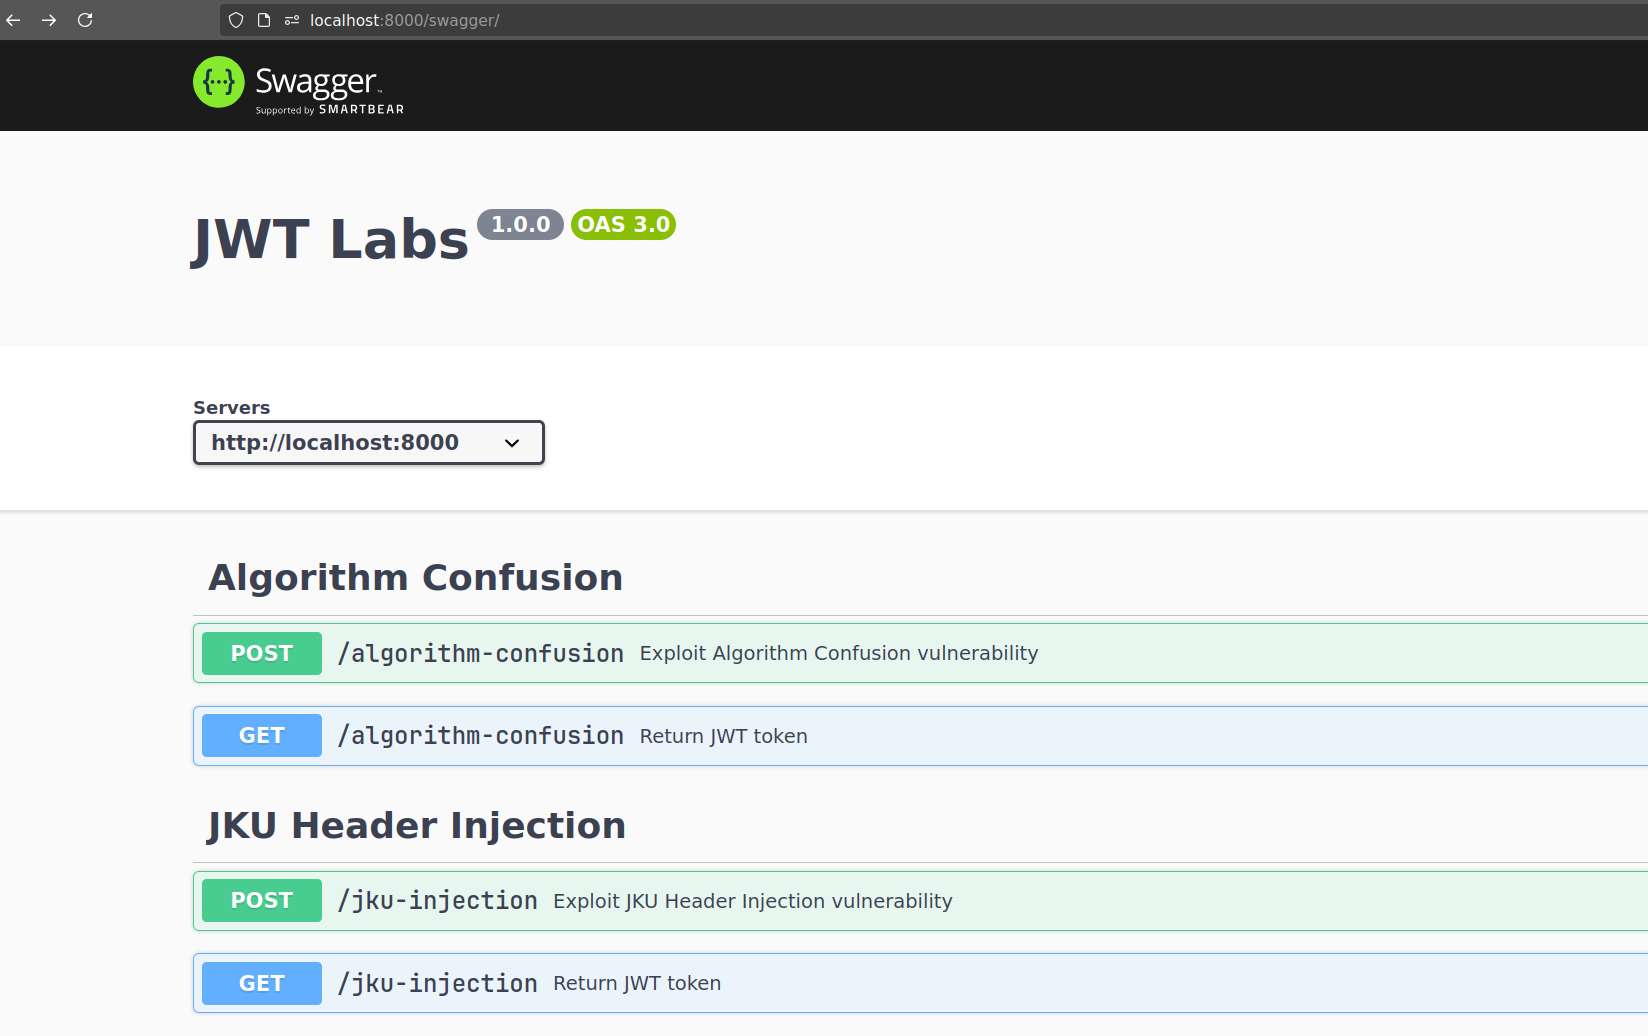 localhost:8000/swagger/
{···} Swagger™
Supported by SMARTBEAR
JWT Labs 1.0.0 OAS 3.0
Servers
http://localhost:8000
Algorithm Confusion
POST /algorithm-confusion Exploit Algorithm Confusion vulnerability
GET /algorithm-confusion Return JWT token
JKU Header Injection
POST /jku-injection Exploit JKU Header Injection vulnerability
GET /jku-injection Return JWT token